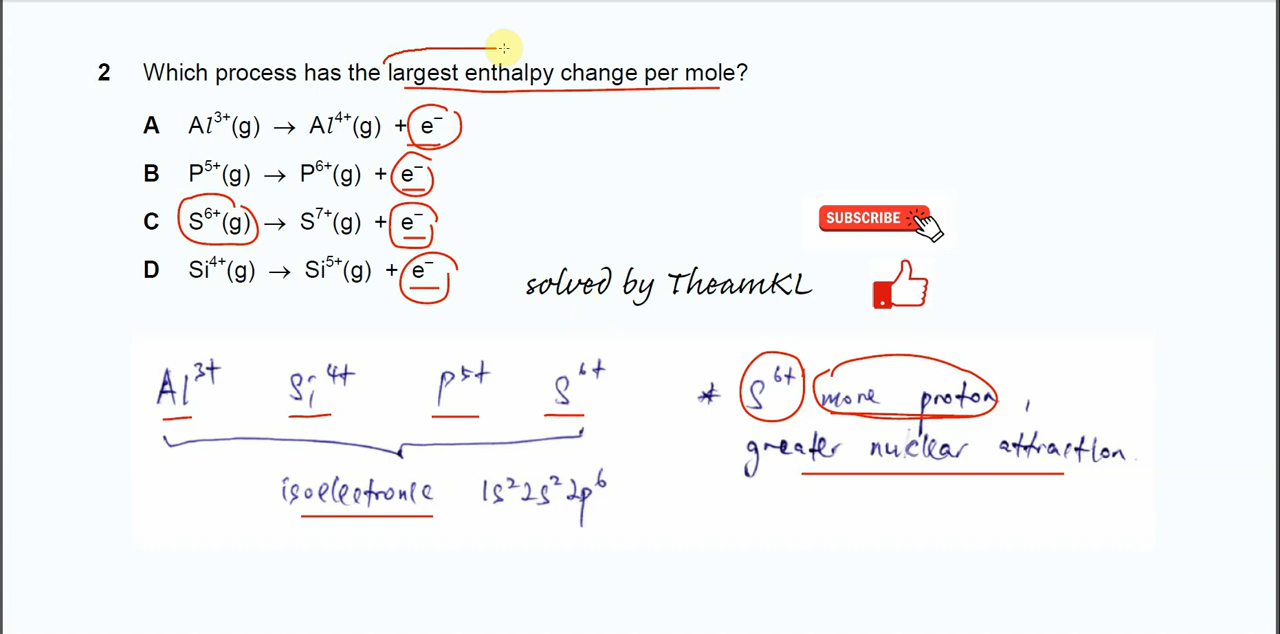 2 Which process has the largest enthalpy change per mole?
A Al³⁺(g) → Al⁴⁺(g) + e⁻
B P⁵⁺(g) → P⁶⁺(g) + e⁻
C S⁶⁺(g) → S⁷⁺(g) + e⁻
D Si⁴⁺(g) → Si⁵⁺(g) + e⁻
SUBSCRIBE
solved by TheamKL
Al³⁺ Si⁴⁺ P⁵⁺ S⁶⁺
isoelectronic 1s²2s²2p⁶
* S⁶⁺ more proton,
greater nuclear attraction.